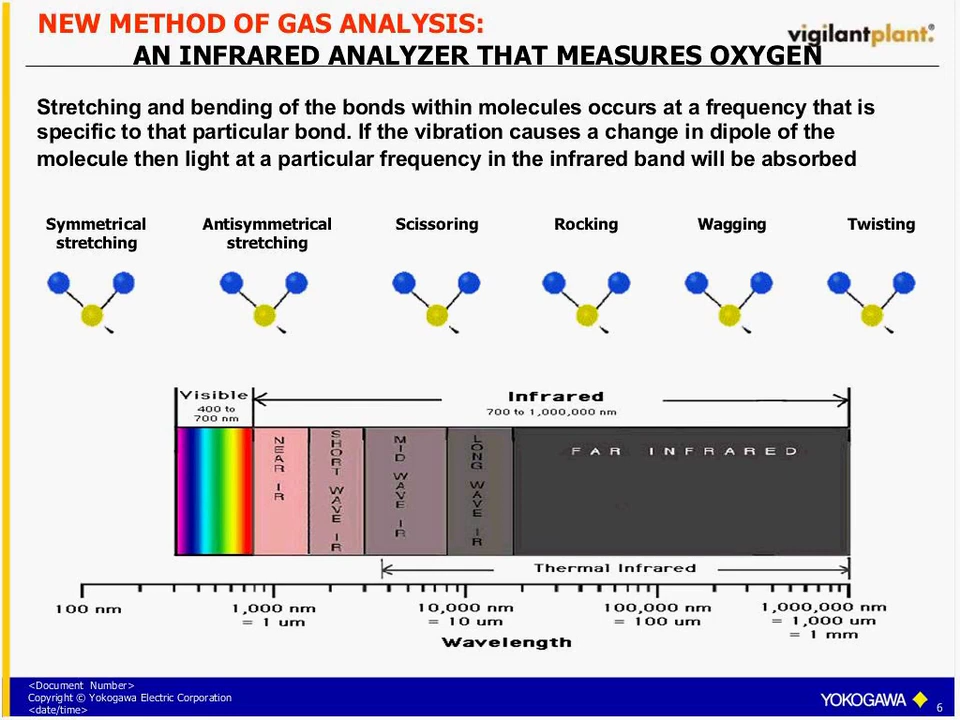 NEW METHOD OF GAS ANALYSIS:
AN INFRARED ANALYZER THAT MEASURES OXYGEN
vigilantplant.®
Stretching and bending of the bonds within molecules occurs at a frequency that is
specific to that particular bond. If the vibration causes a change in dipole of the
molecule then light at a particular frequency in the infrared band will be absorbed
Symmetrical
stretching
Antisymmetrical
stretching
Scissoring
Rocking
Wagging
Twisting
Visible
400 to
700 nm
Infrared
700 to 1,000,000 nm
NEAR IR
SHORT WAVE IR
MID WAVE IR
LONG WAVE IR
FAR INFRARED
Thermal Infrared
100 nm
1,000 nm
= 1 um
10,000 nm
= 10 um
100,000 nm
= 100 um
1,000,000 nm
= 1,000 um
= 1 mm
Wavelength
<Document Number>
Copyright © Yokogawa Electric Corporation
<date/time>
YOKOGAWA
6